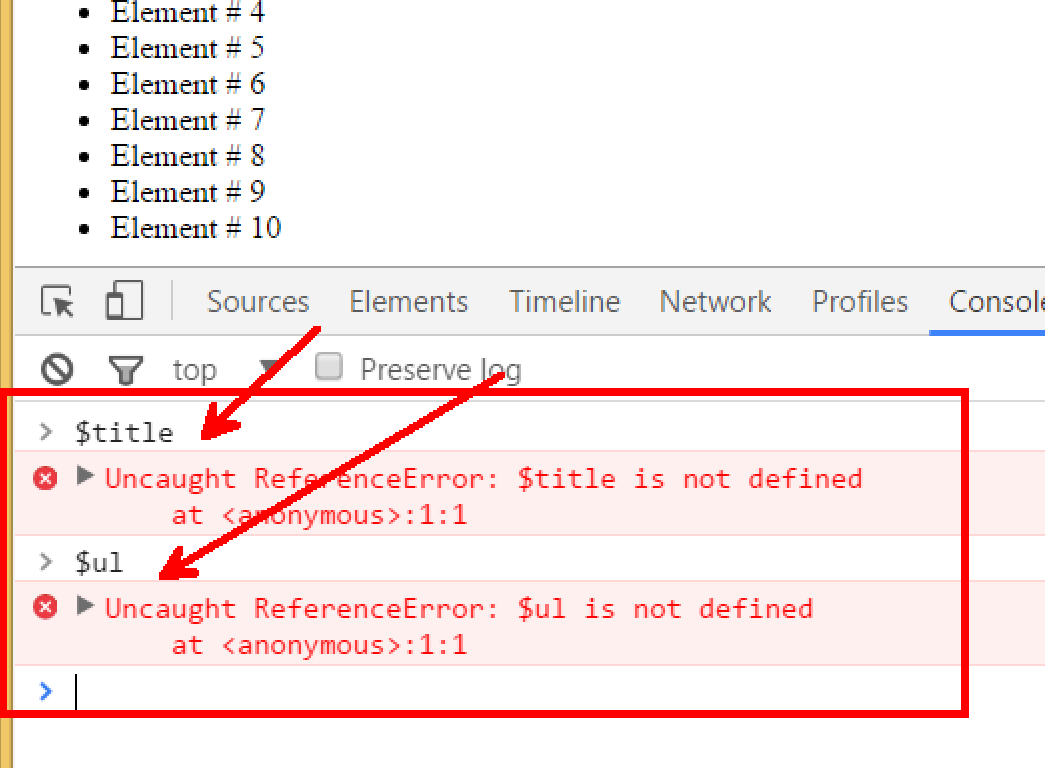 Element # 4
Element # 5
Element # 6
Element # 7
Element # 8
Element # 9
Element # 10
Sources Elements Timeline Network Profiles Console
top Preserve log
> $title
Uncaught ReferenceError: $title is not defined
at <anonymous>:1:1
> $ul
Uncaught ReferenceError: $ul is not defined
at <anonymous>:1:1
>